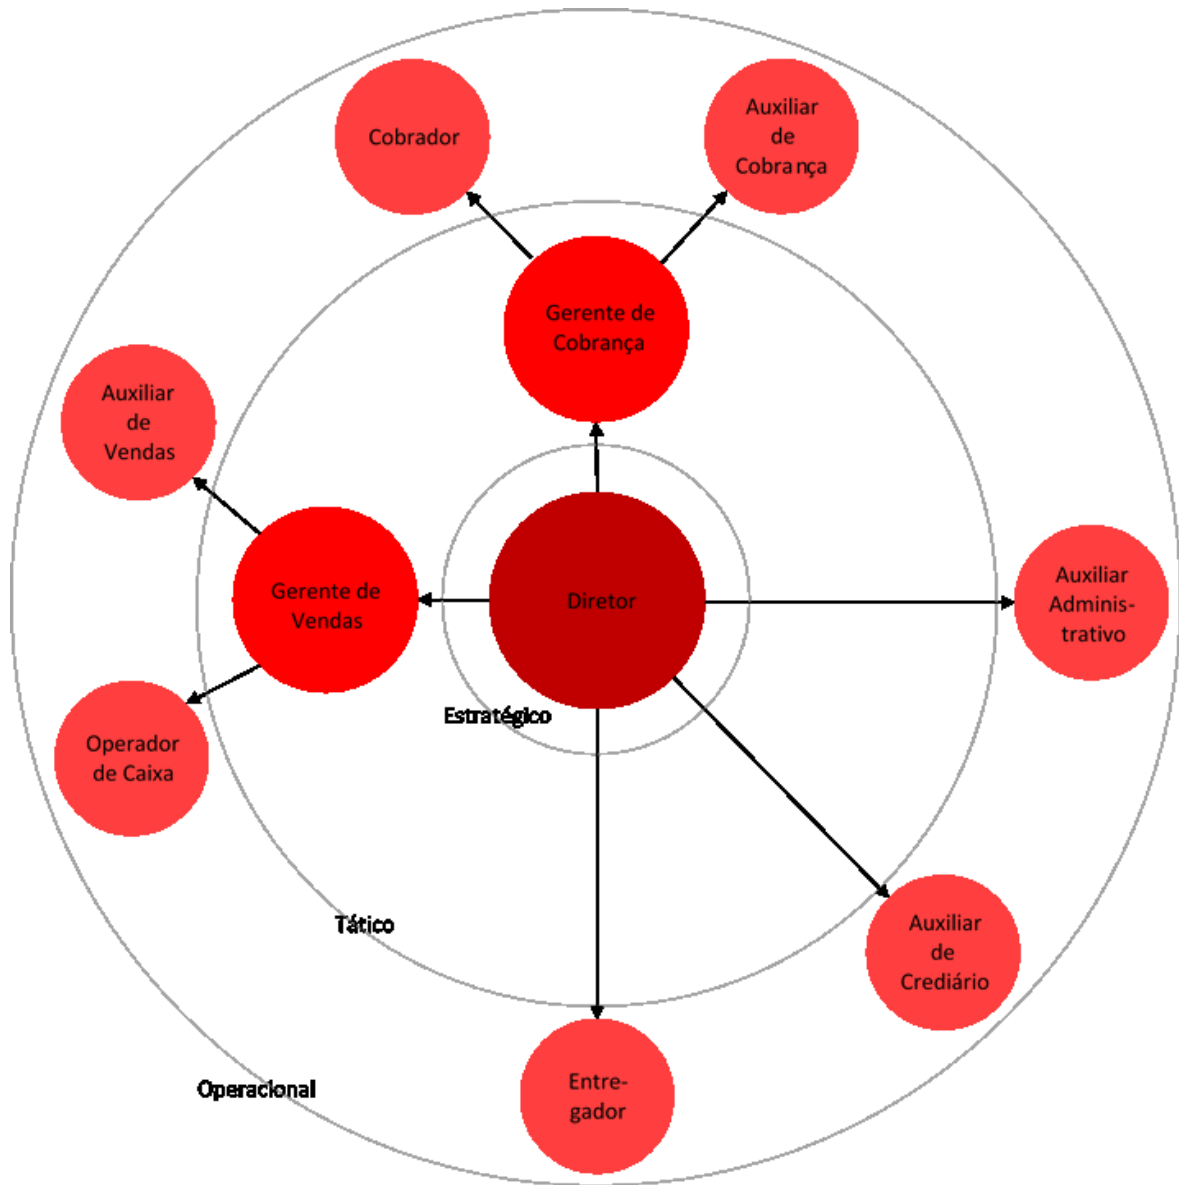 Cobrador
Auxiliar
de
Cobrança
Gerente de
Cobrança
Auxiliar
de
Vendas
Gerente de
Vendas
Diretor
Auxiliar
Adminis-
trativo
Estratégico
Operador
de Caixa
Tático
Auxiliar
de
Crediário
Operacional
Entre-
gador